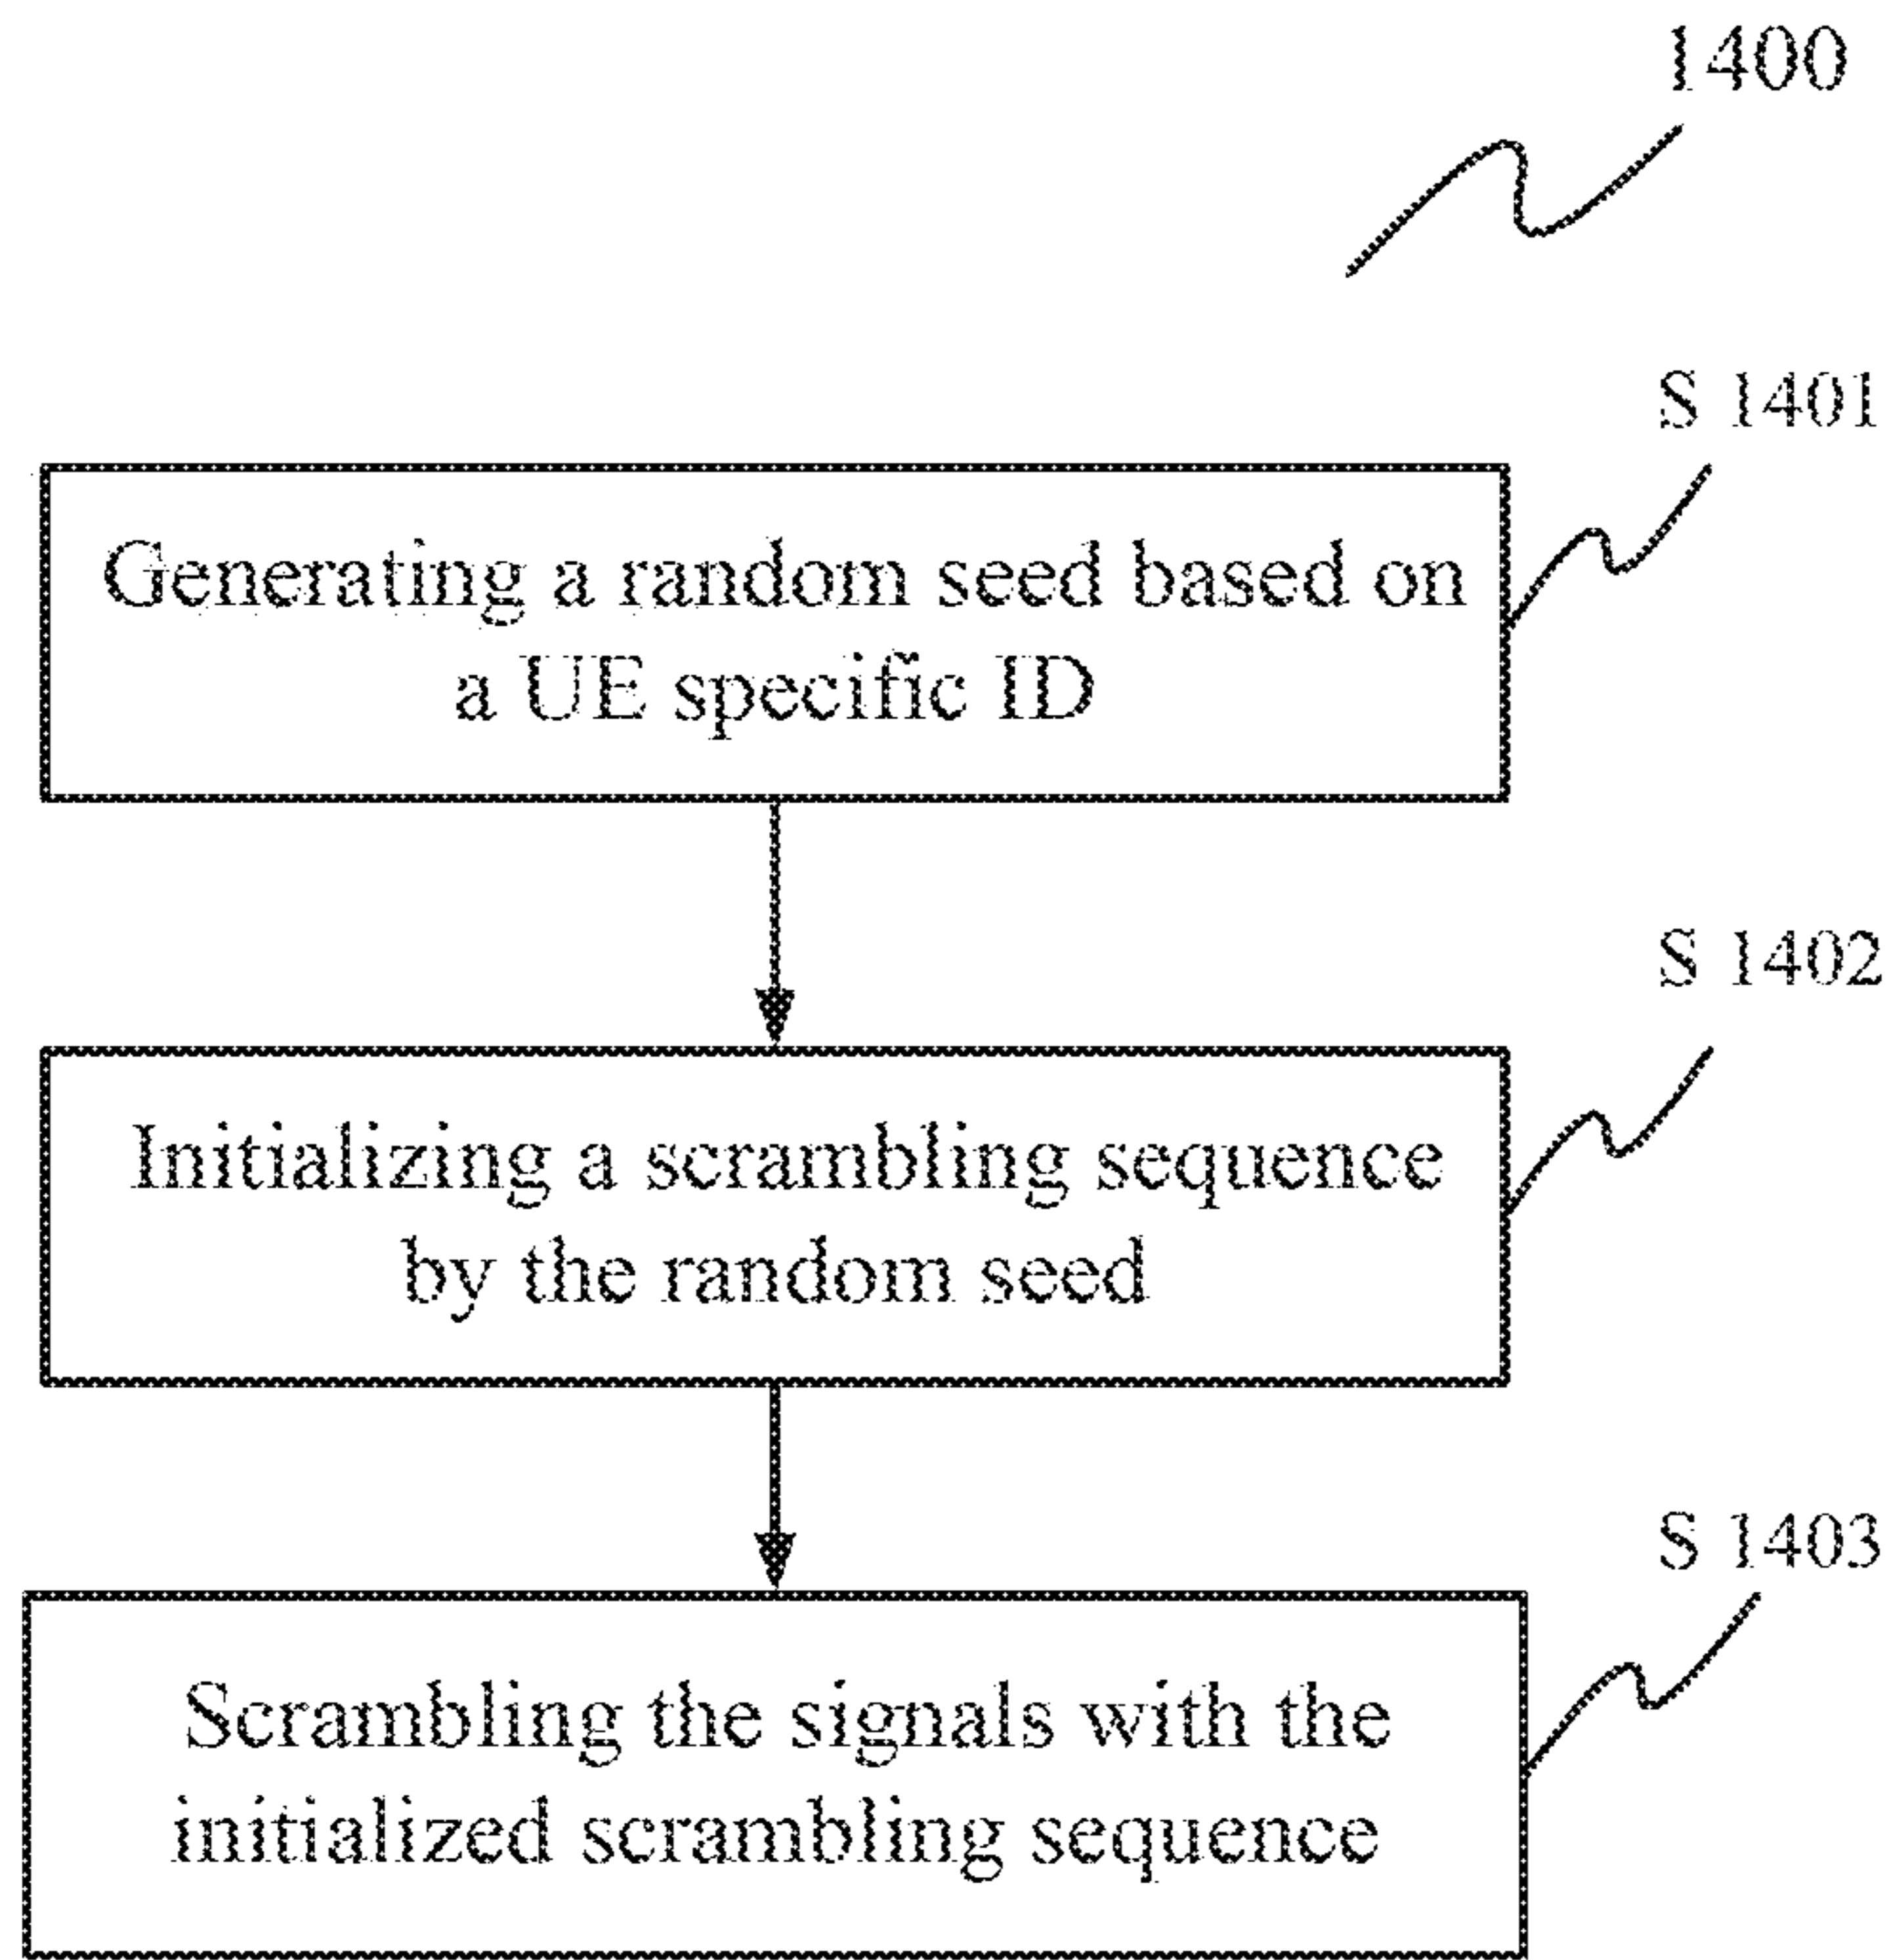 1400
S 1401
Generating a random seed based on
a UE specific ID
S 1402
Initializing a scrambling sequence
by the random seed
S 1403
Scrambling the signals with the
initialized scrambling sequence